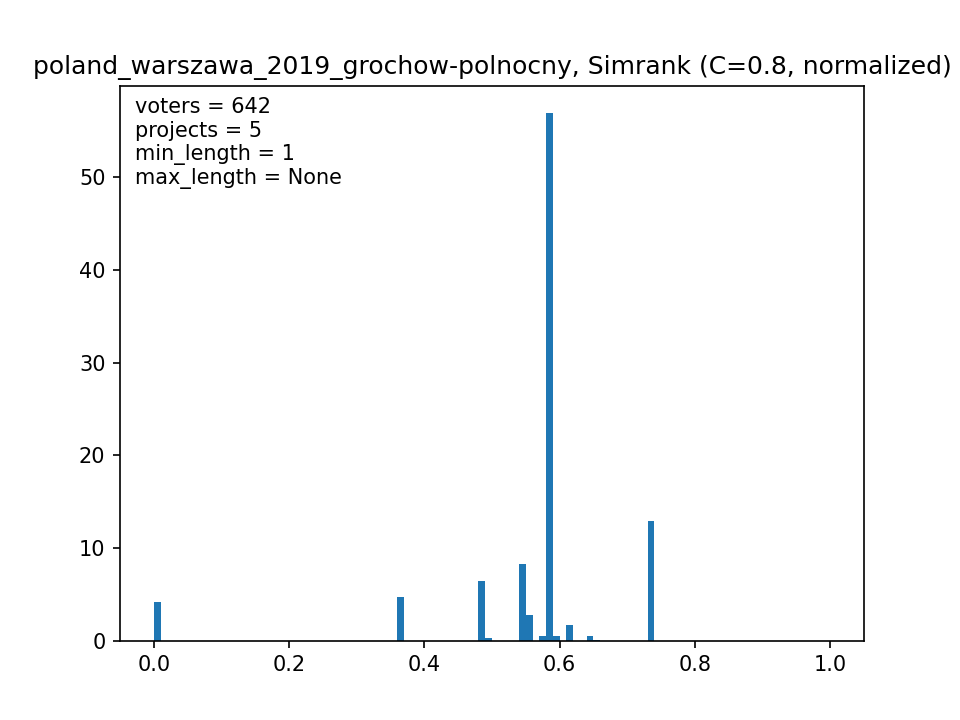 poland_warszawa_2019_grochow-polnocny, Simrank (C=0.8, normalized)
voters = 642
projects = 5
min_length = 1
max_length = None
50
40
30
20
10
0
0.0 0.2 0.4 0.6 0.8 1.0